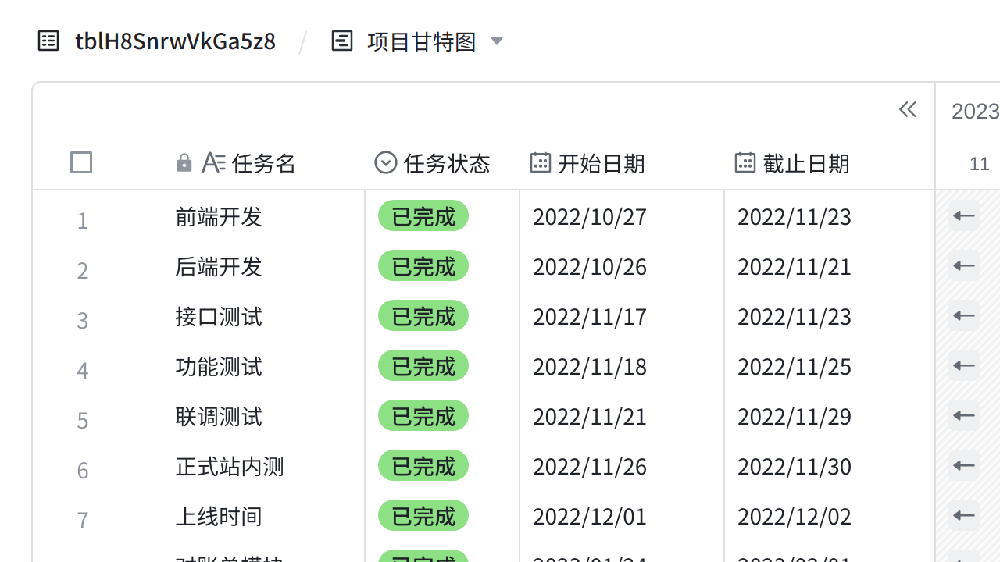 tblH8SnrwVkGa5z8 / 项目甘特图
2023
任务名 任务状态 开始日期 截止日期 11
1 前端开发 已完成 2022/10/27 2022/11/23
2 后端开发 已完成 2022/10/26 2022/11/21
3 接口测试 已完成 2022/11/17 2022/11/23
4 功能测试 已完成 2022/11/18 2022/11/25
5 联调测试 已完成 2022/11/21 2022/11/29
6 正式站内测 已完成 2022/11/26 2022/11/30
7 上线时间 已完成 2022/12/01 2022/12/02
已完成